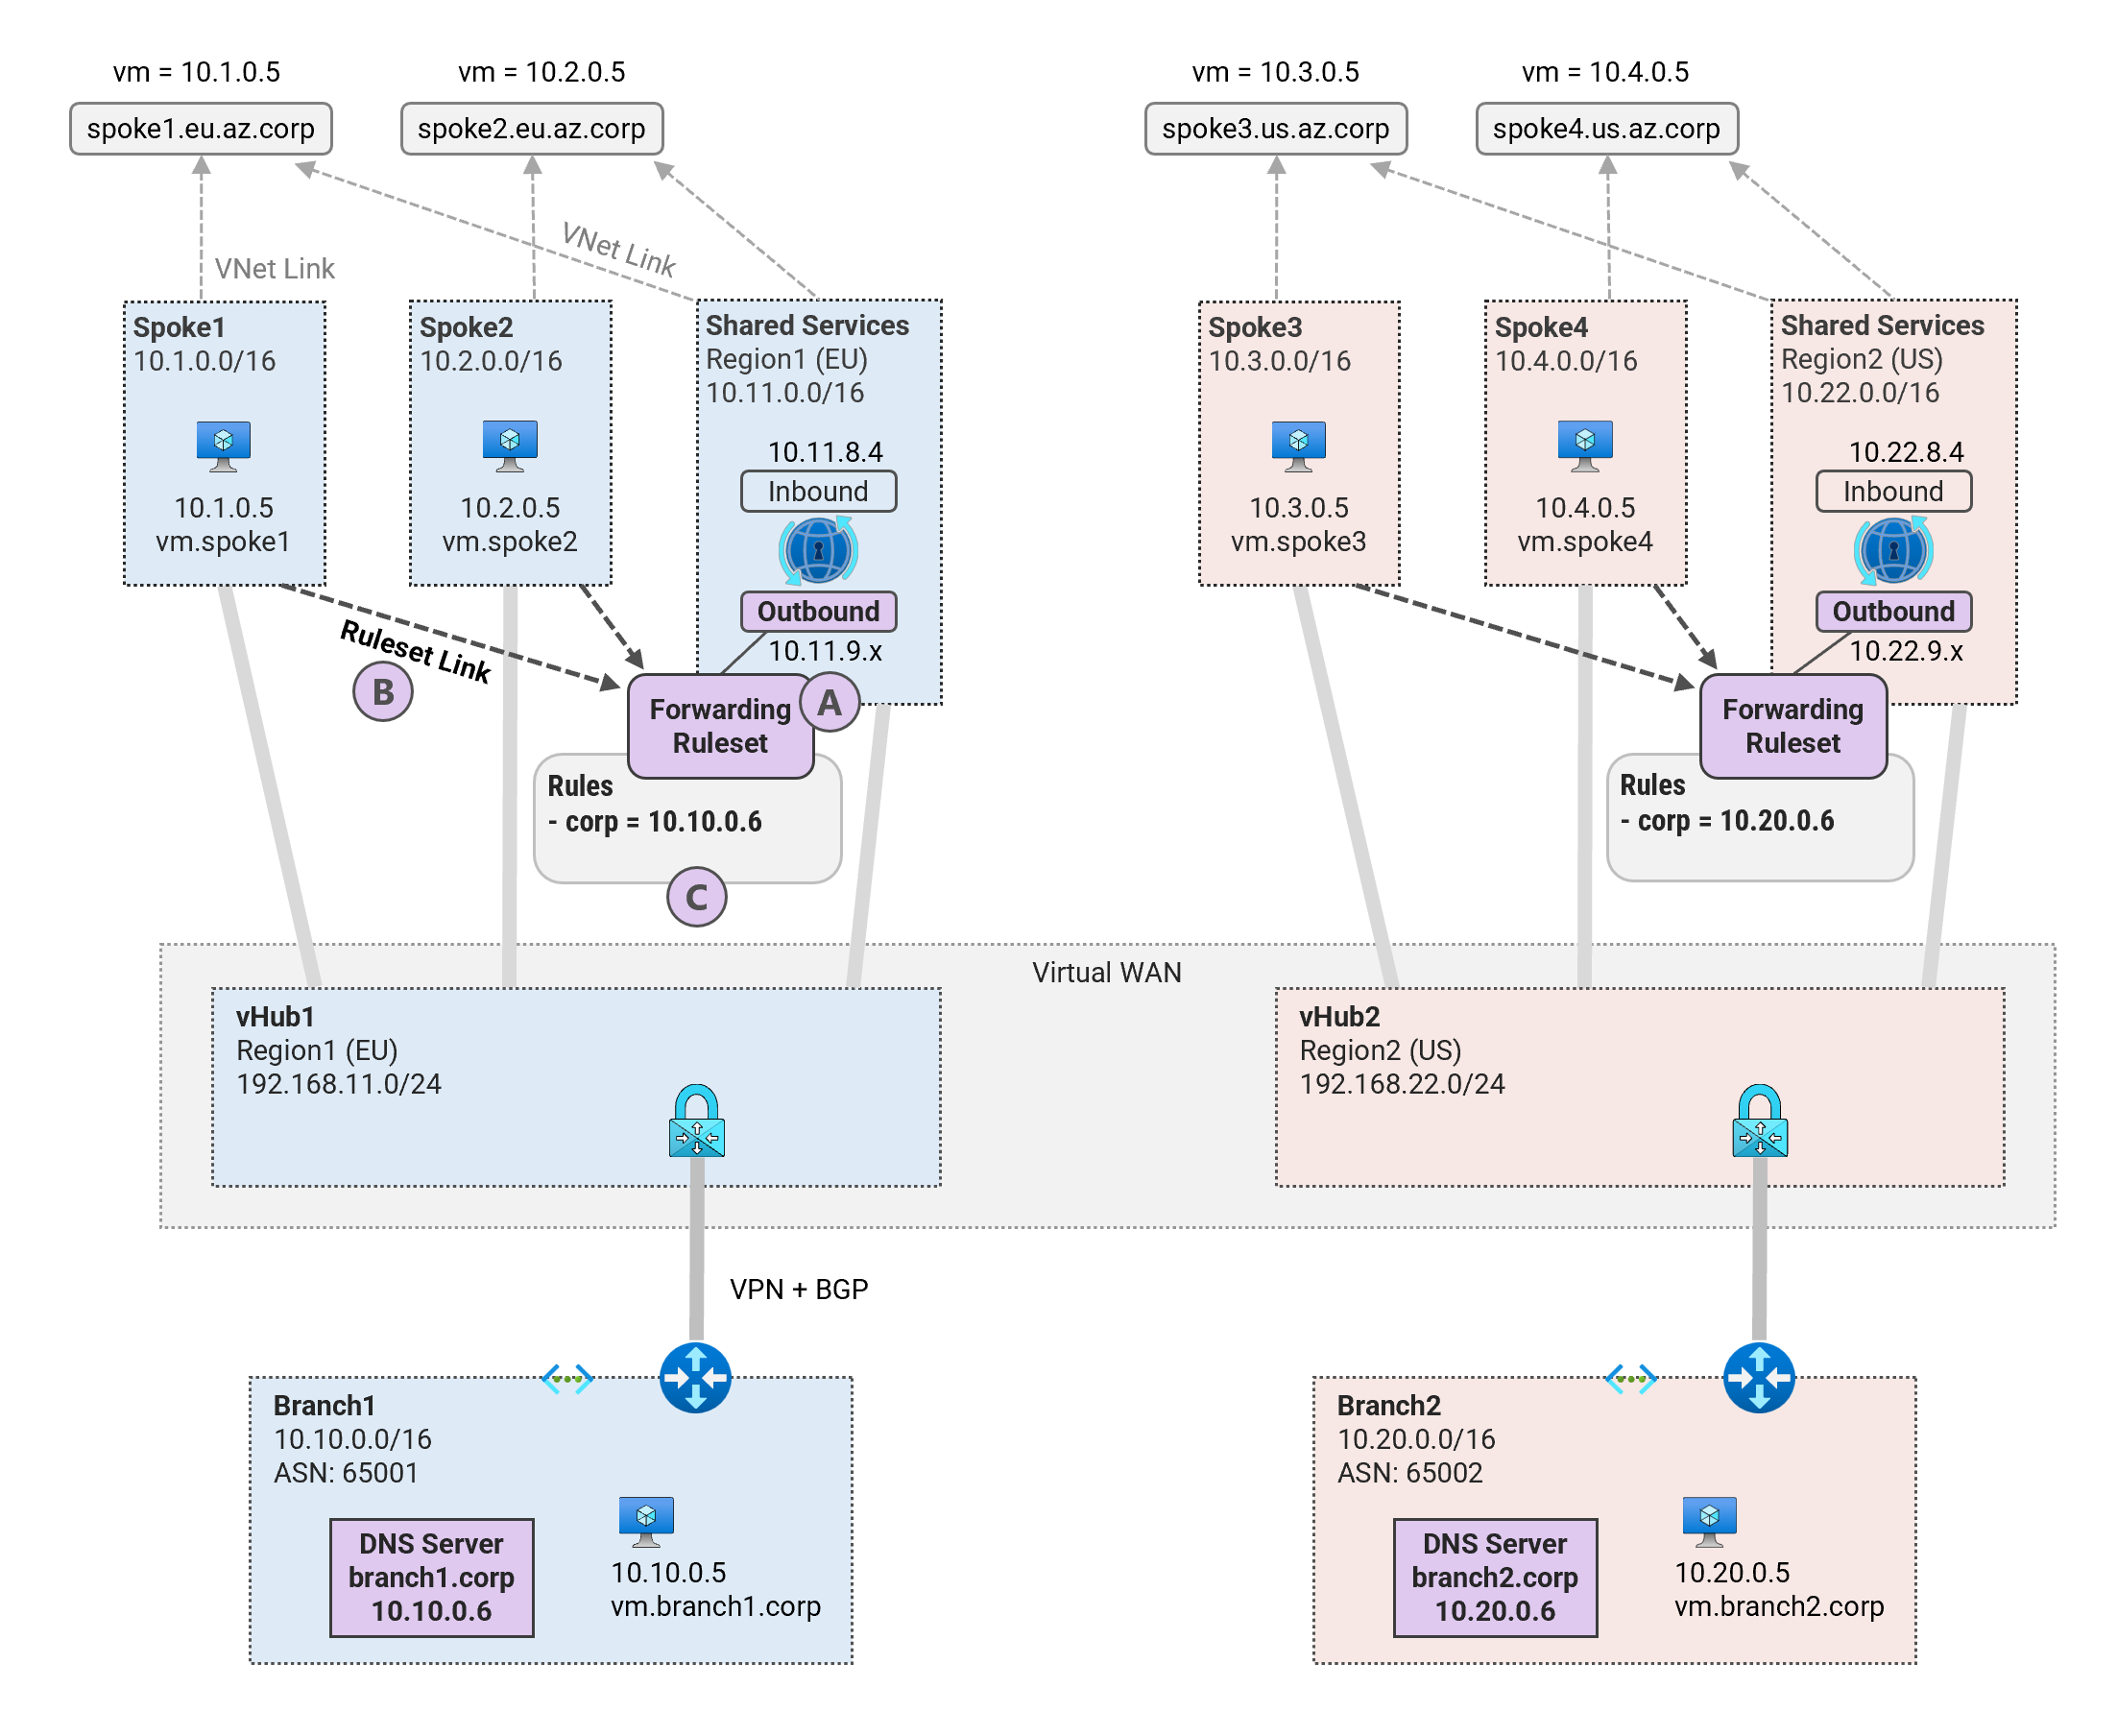 vm = 10.1.0.5
spoke1.eu.az.corp
vm = 10.2.0.5
spoke2.eu.az.corp
vm = 10.3.0.5
spoke3.us.az.corp
vm = 10.4.0.5
spoke4.us.az.corp
VNet Link
VNet Link
Spoke1
10.1.0.0/16
10.1.0.5
vm.spoke1
Spoke2
10.2.0.0/16
10.2.0.5
vm.spoke2
Shared Services
Region1 (EU)
10.11.0.0/16
10.11.8.4
Inbound
Outbound
10.11.9.x
Spoke3
10.3.0.0/16
10.3.0.5
vm.spoke3
Spoke4
10.4.0.0/16
10.4.0.5
vm.spoke4
Shared Services
Region2 (US)
10.22.0.0/16
10.22.8.4
Inbound
Outbound
10.22.9.x
Ruleset Link
B
Forwarding
Ruleset
A
Rules
- corp = 10.10.0.6
C
Forwarding
Ruleset
Rules
- corp = 10.20.0.6
Virtual WAN
vHub1
Region1 (EU)
192.168.11.0/24
vHub2
Region2 (US)
192.168.22.0/24
VPN + BGP
Branch1
10.10.0.0/16
ASN: 65001
DNS Server
branch1.corp
10.10.0.6
10.10.0.5
vm.branch1.corp
Branch2
10.20.0.0/16
ASN: 65002
DNS Server
branch2.corp
10.20.0.6
10.20.0.5
vm.branch2.corp